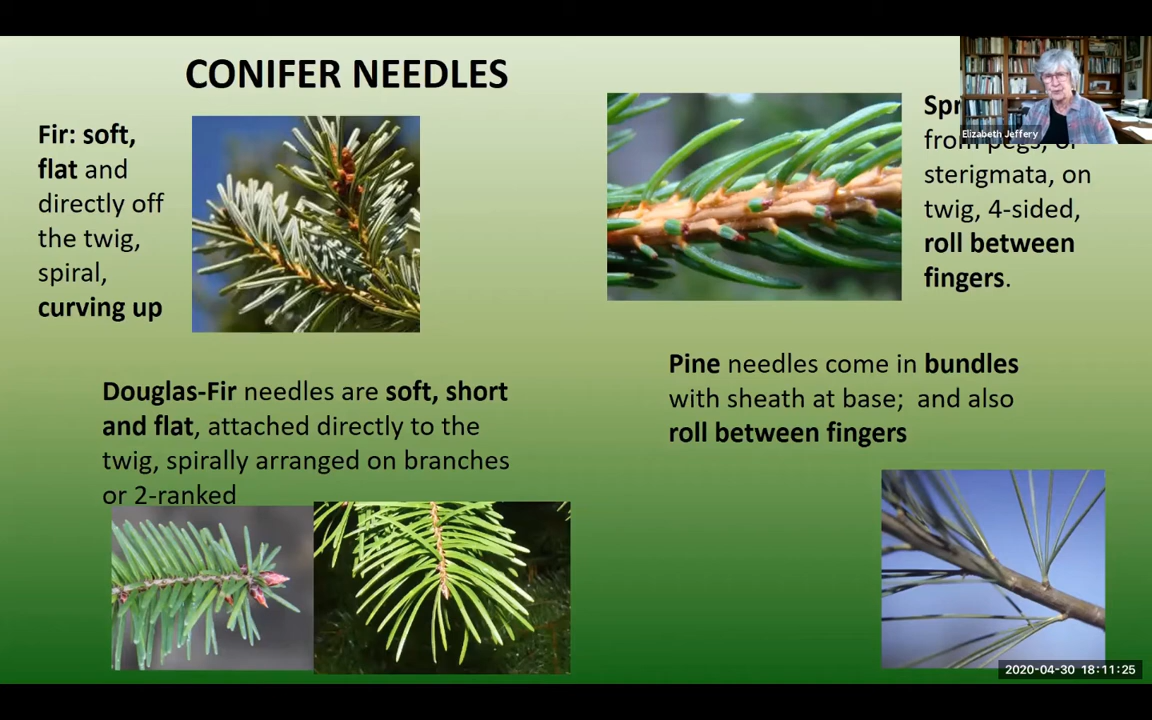 CONIFER NEEDLES
Fir: soft,
flat and
directly off
the twig,
spiral,
curving up
Elizabeth Jeffery
from pegs, or
sterigmata, on
twig, 4-sided,
roll between
fingers.
Douglas-Fir needles are soft, short
and flat, attached directly to the
twig, spirally arranged on branches
or 2-ranked
Pine needles come in bundles
with sheath at base; and also
roll between fingers
2020-04-30 18:11:25